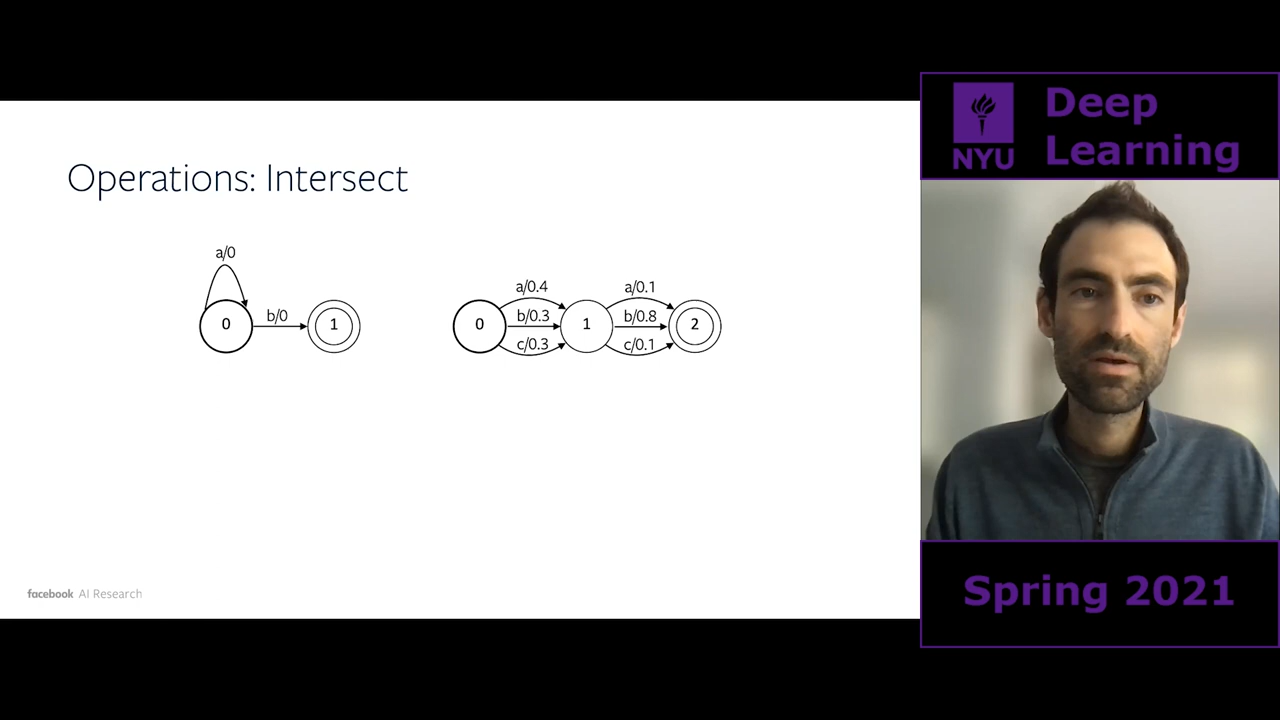 Operations: Intersect
a/0
0
b/0
1
0
a/0.4
b/0.3
c/0.3
1
a/0.1
b/0.8
c/0.1
2
facebook AI Research
NYU
Deep
Learning
Spring 2021